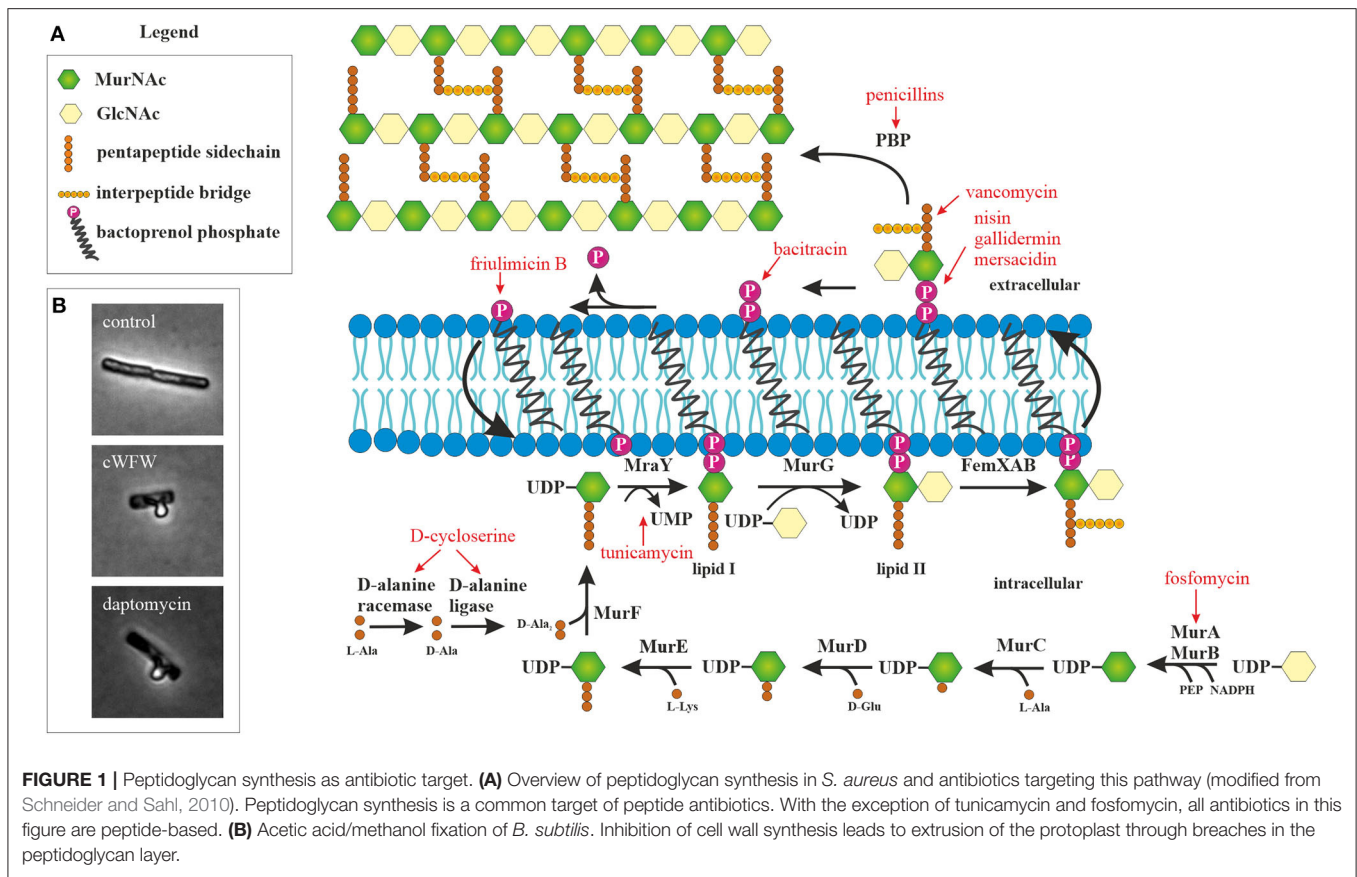 A
Legend
MurNAc
GlcNAc
pentapeptide sidechain
interpeptide bridge
P
bactoprenol phosphate
B
control
cWFW
daptomycin
penicillins
PBP
vancomycin
nisin
gallidermin
mersacidin
extracellular
bacitracin
P
P
P
P
P
friulimicin B
P
P
P
P
P
P
P
P
MraY
MurG
FemXAB
UDP
UMP
UDP
UDP
tunicamycin
lipid I
lipid II
intracellular
D-cycloserine
D-alanine
racemase
D-alanine
ligase
L-Ala
D-Ala
D-Ala₂
MurF
fosfomycin
MurA
MurB
PEP NADPH
UDP
UDP
MurC
L-Ala
UDP
MurD
D-Glu
UDP
MurE
L-Lys
UDP
FIGURE 1 | Peptidoglycan synthesis as antibiotic target. (A) Overview of peptidoglycan synthesis in S. aureus and antibiotics targeting this pathway (modified from
Schneider and Sahl, 2010). Peptidoglycan synthesis is a common target of peptide antibiotics. With the exception of tunicamycin and fosfomycin, all antibiotics in this
figure are peptide-based. (B) Acetic acid/methanol fixation of B. subtilis. Inhibition of cell wall synthesis leads to extrusion of the protoplast through breaches in the
peptidoglycan layer.